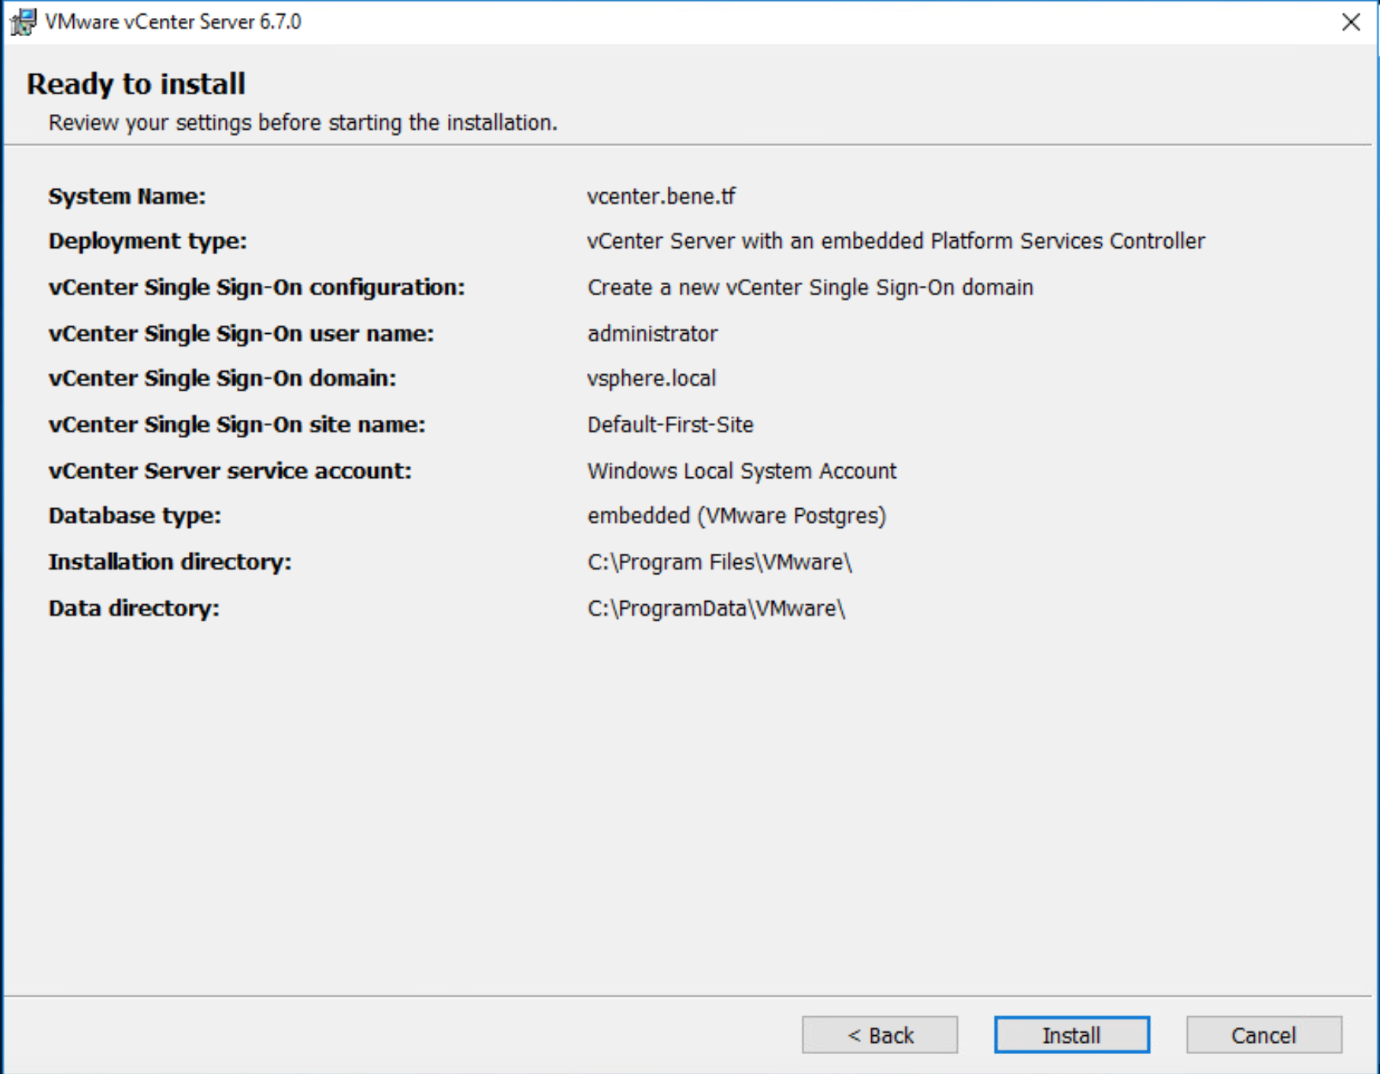 VMware vCenter Server 6.7.0
Ready to install
Review your settings before starting the installation.
System Name: vcenter.bene.tf
Deployment type: vCenter Server with an embedded Platform Services Controller
vCenter Single Sign-On configuration: Create a new vCenter Single Sign-On domain
vCenter Single Sign-On user name: administrator
vCenter Single Sign-On domain: vsphere.local
vCenter Single Sign-On site name: Default-First-Site
vCenter Server service account: Windows Local System Account
Database type: embedded (VMware Postgres)
Installation directory: C:\Program Files\VMware\
Data directory: C:\ProgramData\VMware\
< Back Install Cancel